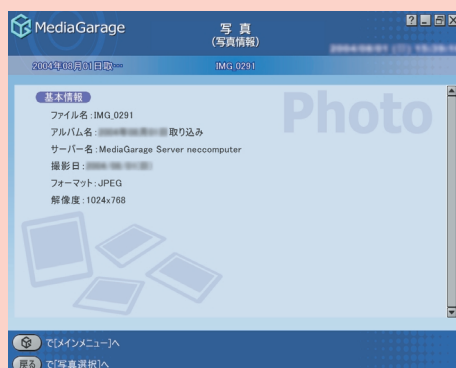 MediaGarage
写真
(写真情報)
2004年08月01日取…
IMG_0291
Photo
基本情報
ファイル名:IMG_0291
アルバム名: 取り込み
サーバー名:MediaGarage Server neccomputer
撮影日:
フォーマット:JPEG
解像度:1024x768
で[メインメニュー]へ
戻る で[写真選択]へ